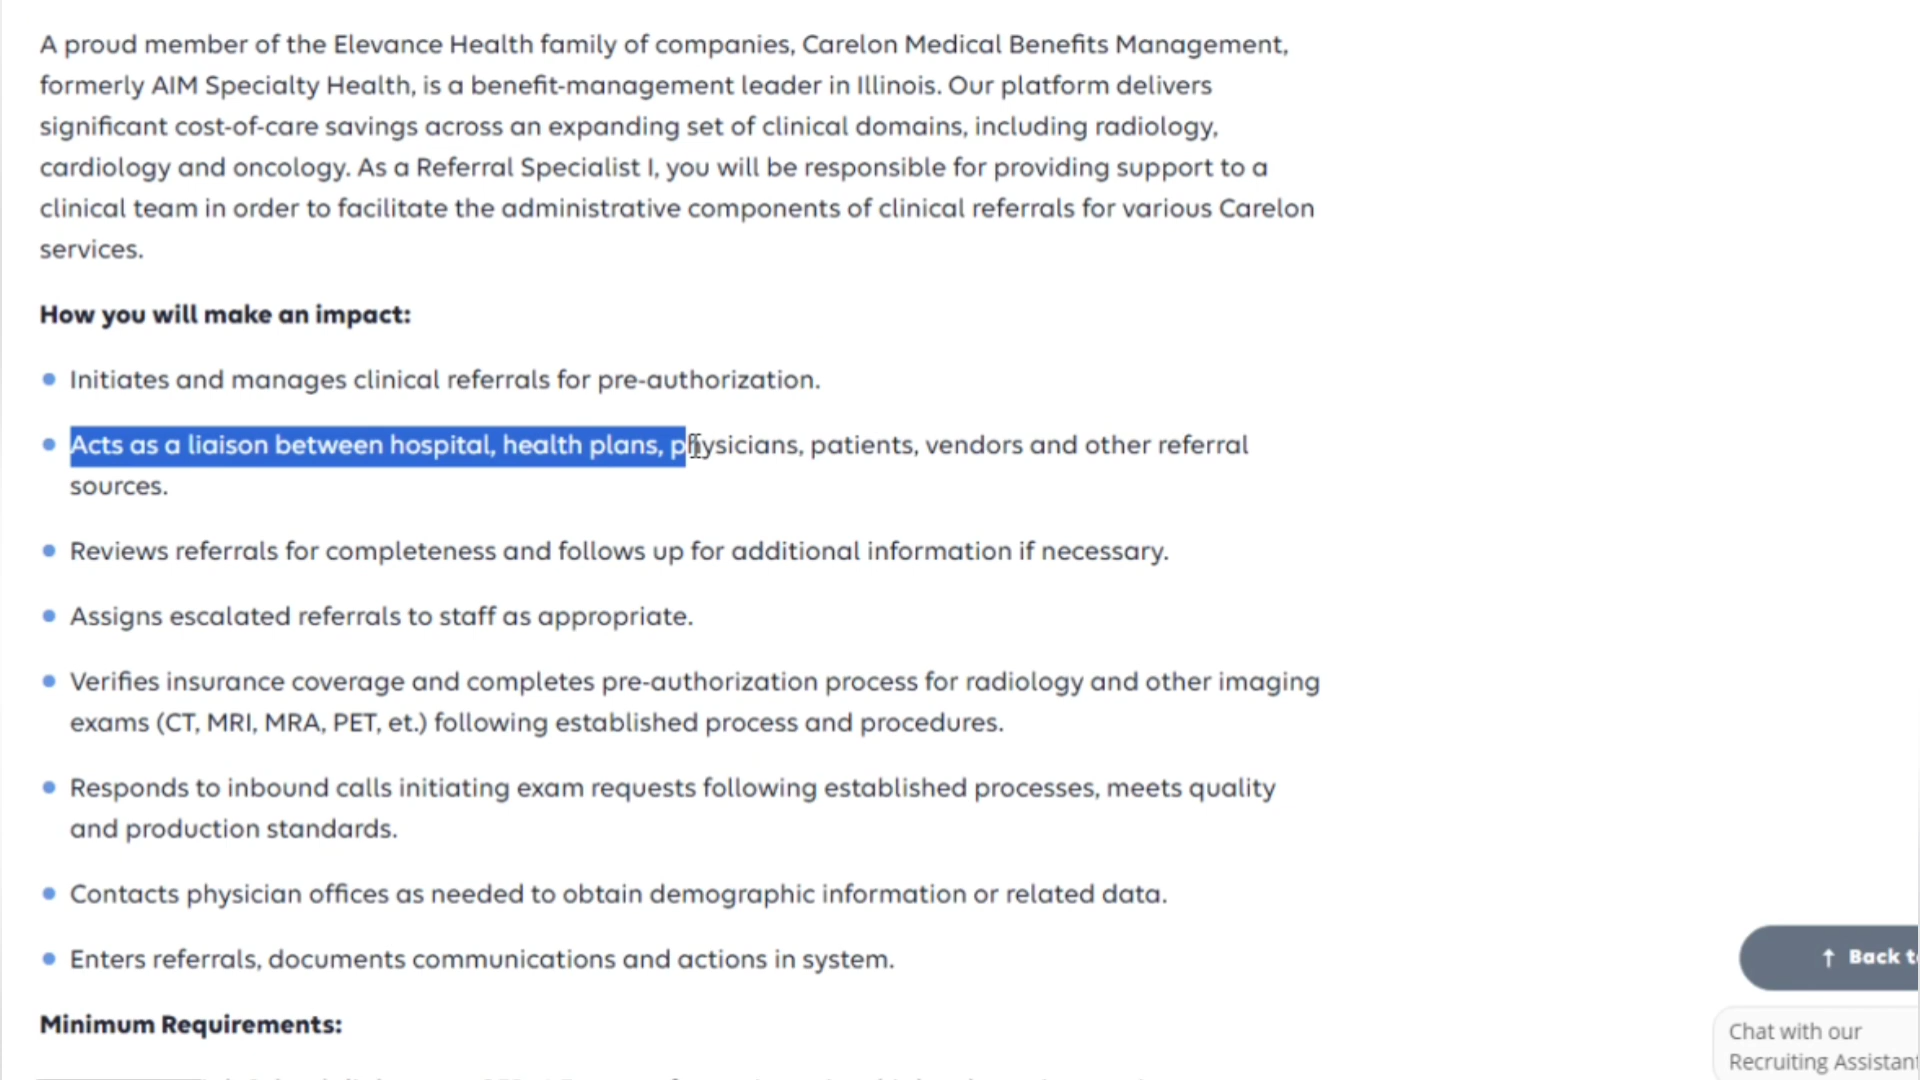 A proud member of the Elevance Health family of companies, Carelon Medical Benefits Management,
formerly AIM Specialty Health, is a benefit-management leader in Illinois. Our platform delivers
significant cost-of-care savings across an expanding set of clinical domains, including radiology,
cardiology and oncology. As a Referral Specialist I, you will be responsible for providing support to a
clinical team in order to facilitate the administrative components of clinical referrals for various Carelon
services.
How you will make an impact:
Initiates and manages clinical referrals for pre-authorization.
Acts as a liaison between hospital, health plans, physicians, patients, vendors and other referral
sources.
Reviews referrals for completeness and follows up for additional information if necessary.
Assigns escalated referrals to staff as appropriate.
Verifies insurance coverage and completes pre-authorization process for radiology and other imaging
exams (CT, MRI, MRA, PET, et.) following established process and procedures.
Responds to inbound calls initiating exam requests following established processes, meets quality
and production standards.
Contacts physician offices as needed to obtain demographic information or related data.
Enters referrals, documents communications and actions in system.
↑ Back t
Minimum Requirements:
Chat with our
Recruiting Assistant